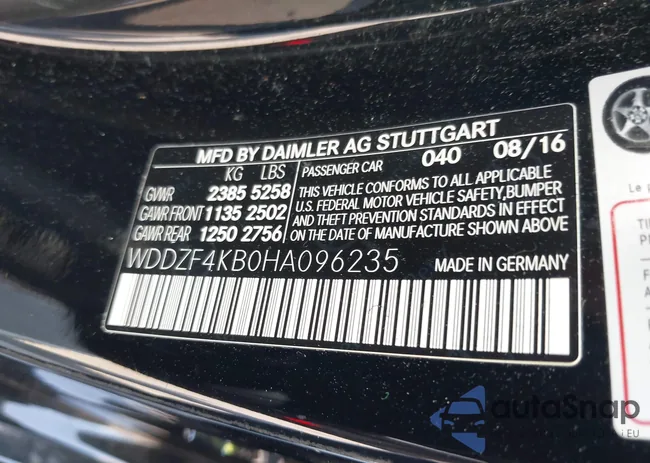 MFD BY DAIMLER AG STUTTGART
KG LBS PASSENGER CAR 040 08/16
GVWR 2385 5258
GAWR FRONT 1135 2502
GAWR REAR 1250 2756
THIS VEHICLE CONFORMS TO ALL APPLICABLE
U.S. FEDERAL MOTOR VEHICLE SAFETY, BUMPER
AND THEFT PREVENTION STANDARDS IN EFFECT
ON THE DATE OF MANUFACTURE SHOWN ABOVE
WDDZF4KB0HA096235 MADE IN GERMANY
Le
autoSnap
EU